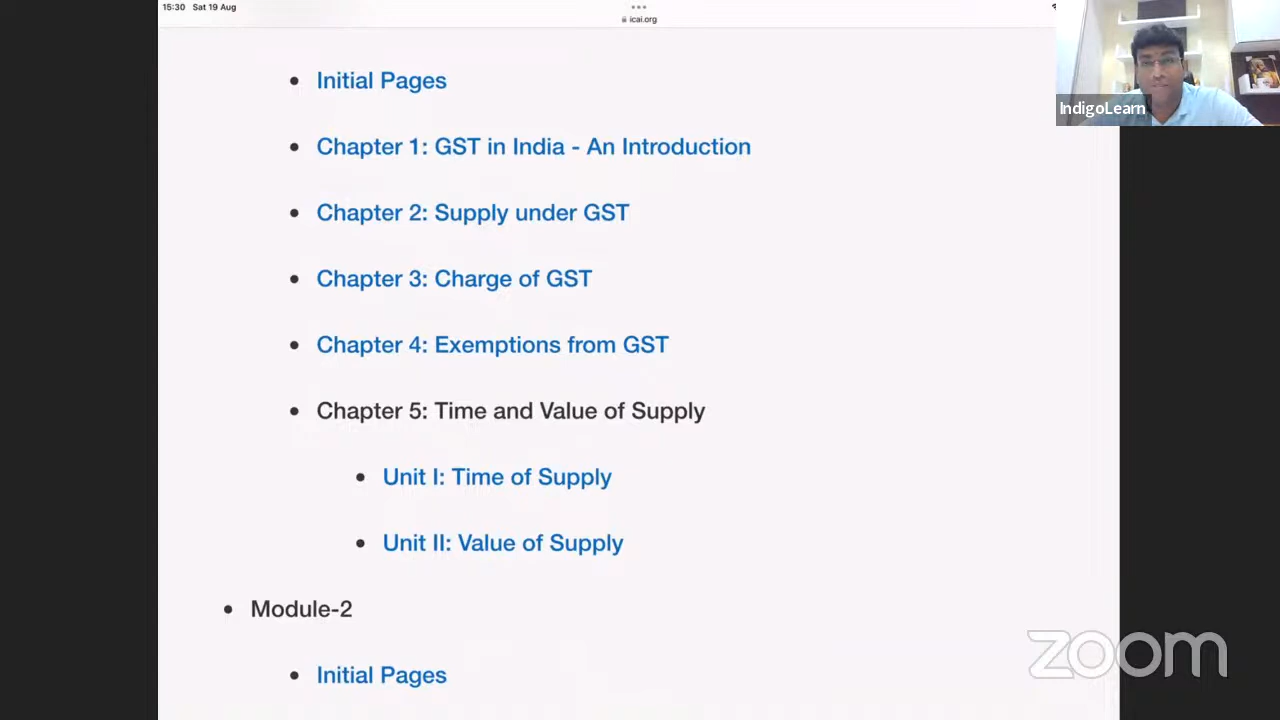 15:30 Sat 19 Aug
icai.org
IndigoLearn
Initial Pages
Chapter 1: GST in India - An Introduction
Chapter 2: Supply under GST
Chapter 3: Charge of GST
Chapter 4: Exemptions from GST
Chapter 5: Time and Value of Supply
Unit I: Time of Supply
Unit II: Value of Supply
Module-2
Initial Pages
zoom